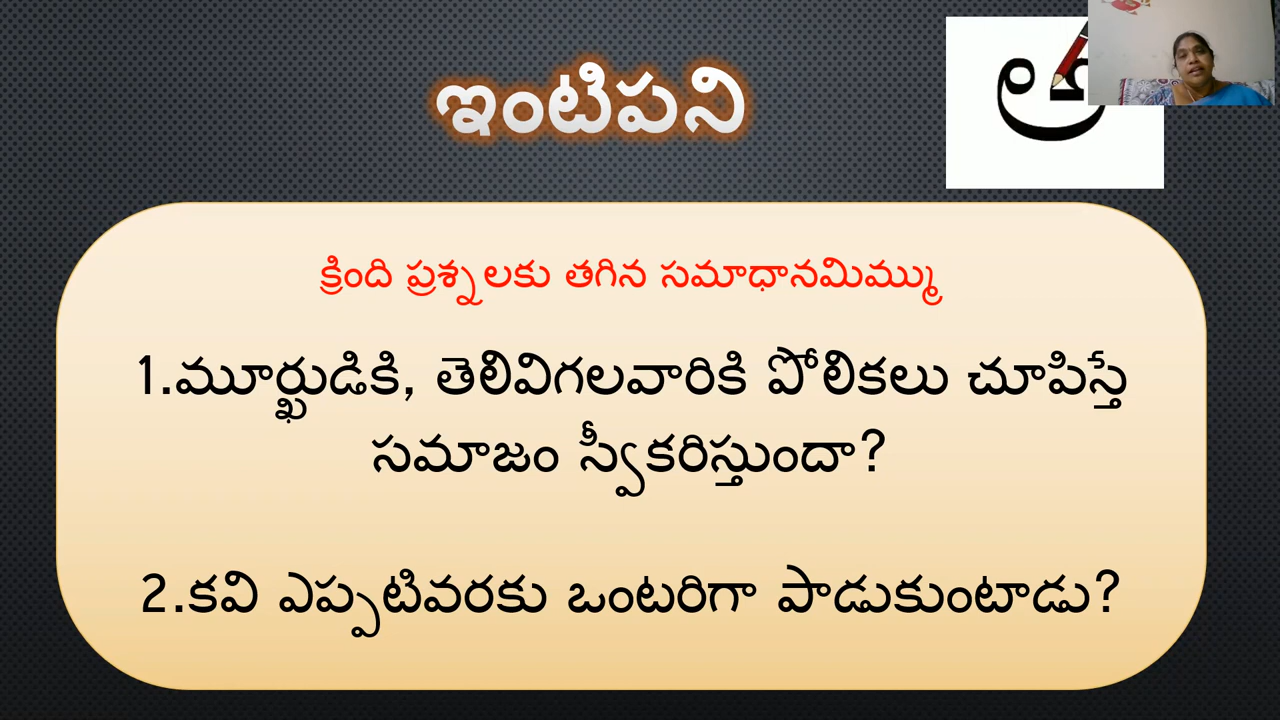 ఇంటిపని
క్రింది ప్రశ్నలకు తగిన సమాధానమిమ్ము
1.మూర్ఖుడికి, తెలివిగలవారికి పోలికలు చూపిస్తే
సమాజం స్వీకరిస్తుందా?
2.కవి ఎప్పటివరకు ఒంటరిగా పాడుకుంటాడు?